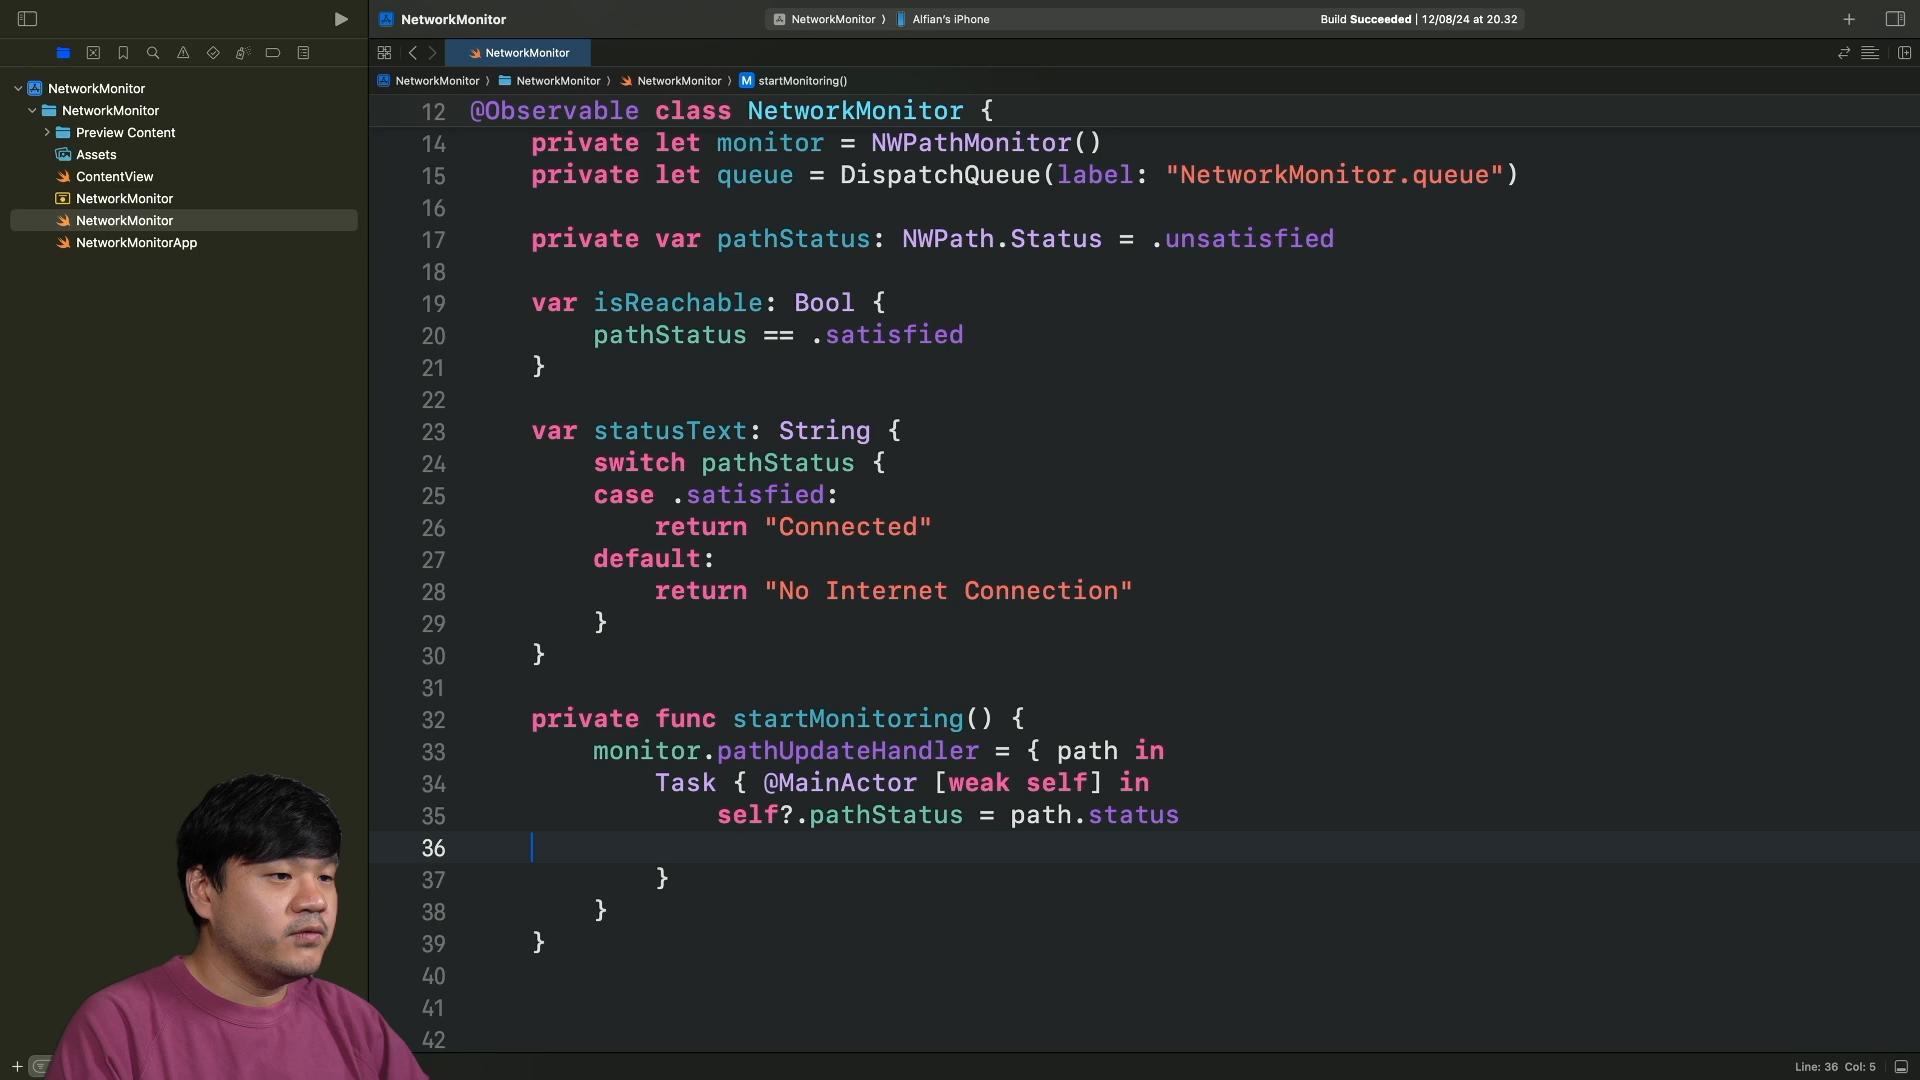 NetworkMonitor
NetworkMonitor 〉 Alfian's iPhone
Build Succeeded | 12/08/24 at 20.32
NetworkMonitor
NetworkMonitor 〉 NetworkMonitor 〉 NetworkMonitor 〉 M startMonitoring()
NetworkMonitor
NetworkMonitor
Preview Content
Assets
ContentView
NetworkMonitor
NetworkMonitor
NetworkMonitorApp
12 @Observable class NetworkMonitor {
14 private let monitor = NWPathMonitor()
15 private let queue = DispatchQueue(label: "NetworkMonitor.queue")
16
17 private var pathStatus: NWPath.Status = .unsatisfied
18
19 var isReachable: Bool {
20 pathStatus == .satisfied
21 }
22
23 var statusText: String {
24 switch pathStatus {
25 case .satisfied:
26 return "Connected"
27 default:
28 return "No Internet Connection"
29 }
30 }
31
32 private func startMonitoring() {
33 monitor.pathUpdateHandler = { path in
34 Task { @MainActor [weak self] in
35 self?.pathStatus = path.status
36
37 }
38 }
39 }
40
41
42
Line: 36 Col: 5